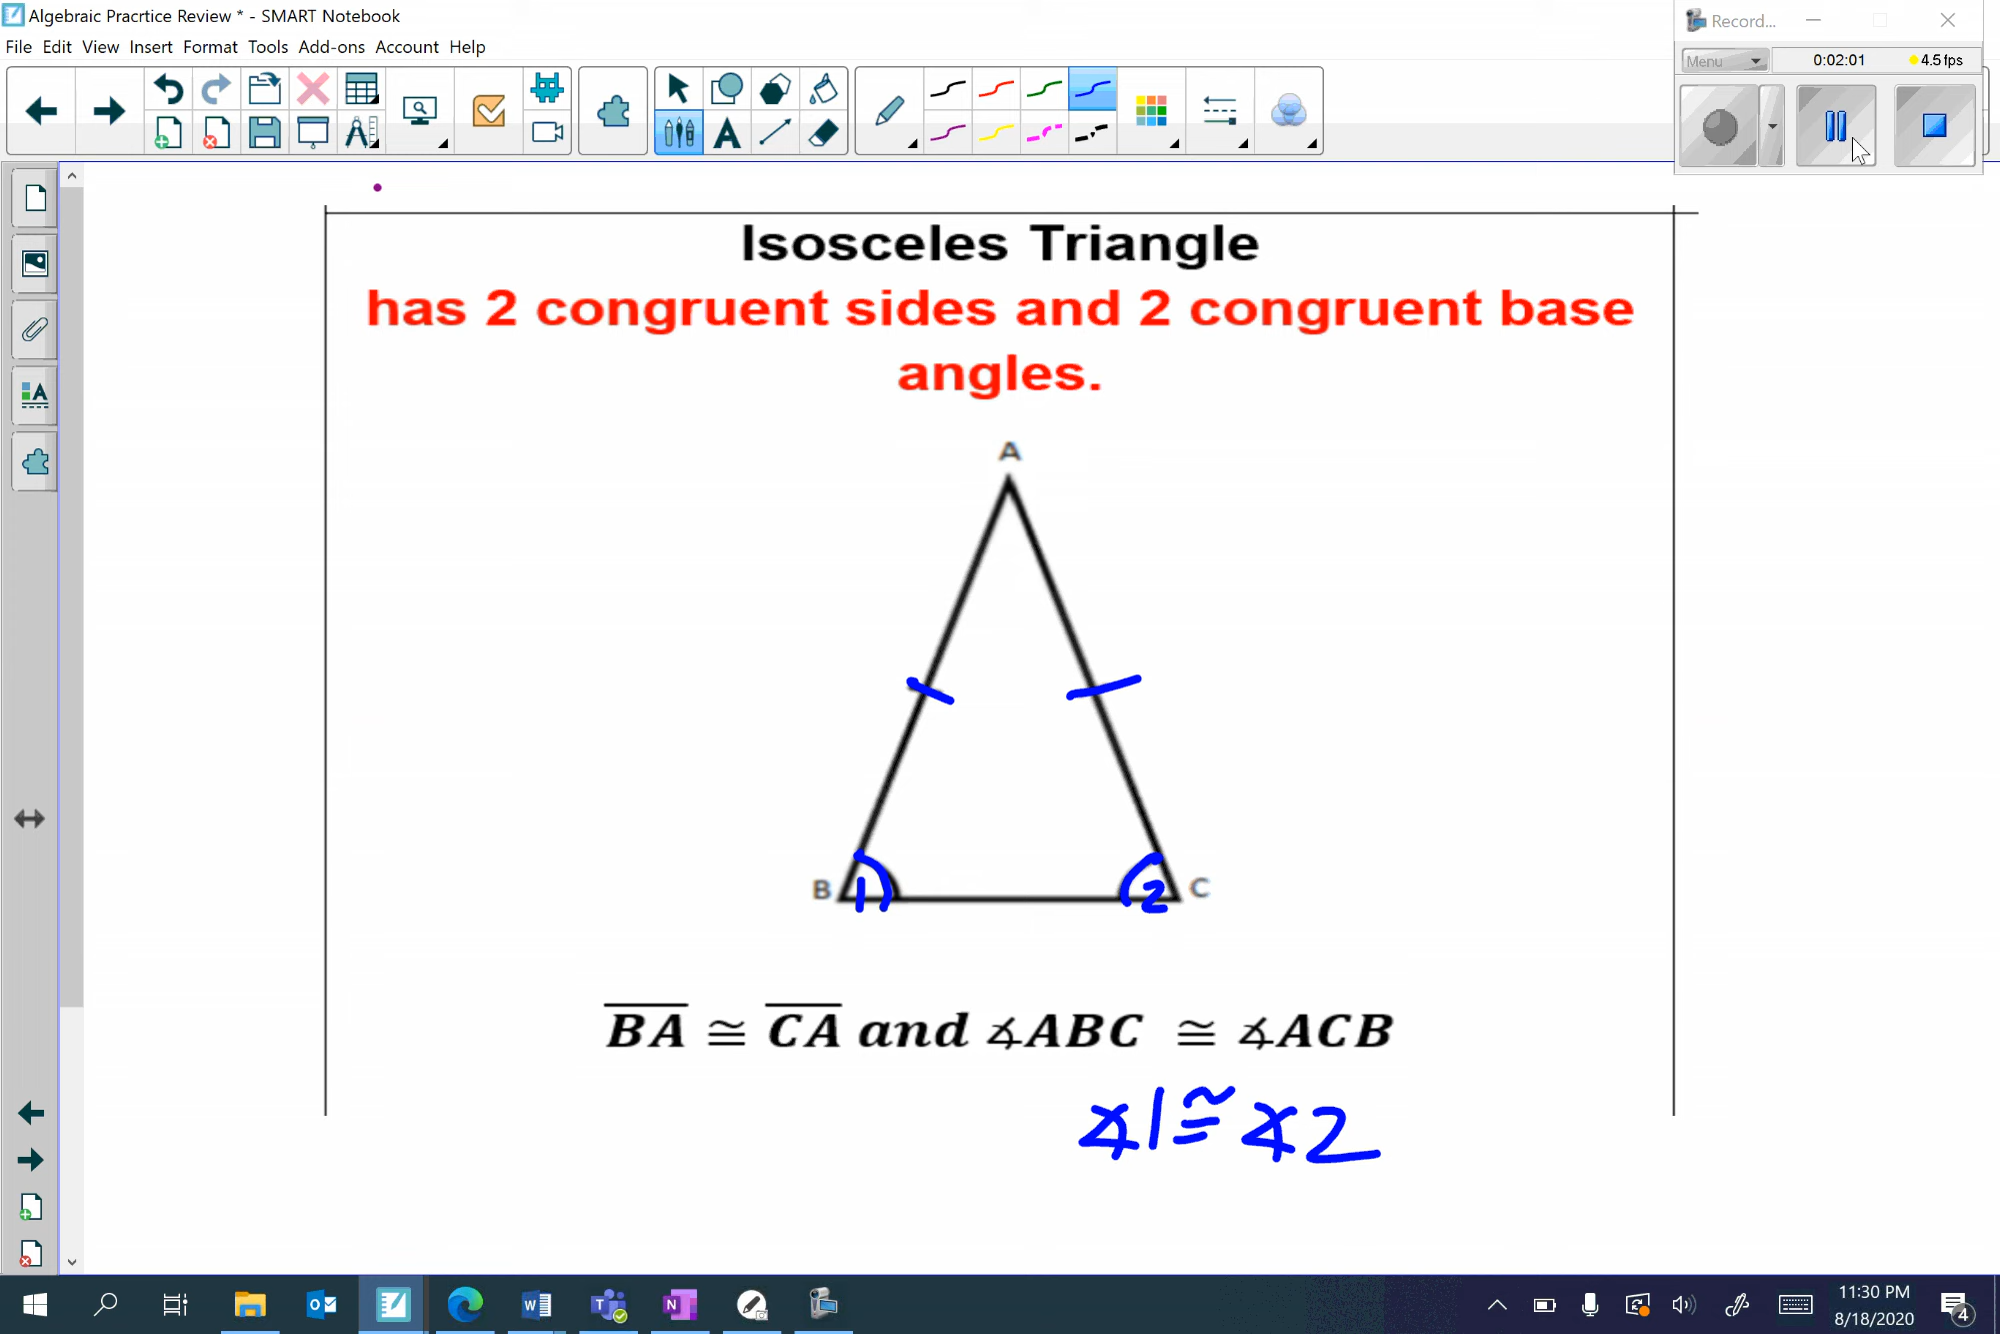 Algebraic Pracrtice Review * - SMART Notebook
File Edit View Insert Format Tools Add-ons Account Help
Record...
Menu 0:02:01 4.5fps
Isosceles Triangle
has 2 congruent sides and 2 congruent base
angles.
A
B 1 2 C
BA ≅ CA and ∡ABC ≅ ∡ACB
∡1 ≅ ∡2
11:30 PM
8/18/2020
4